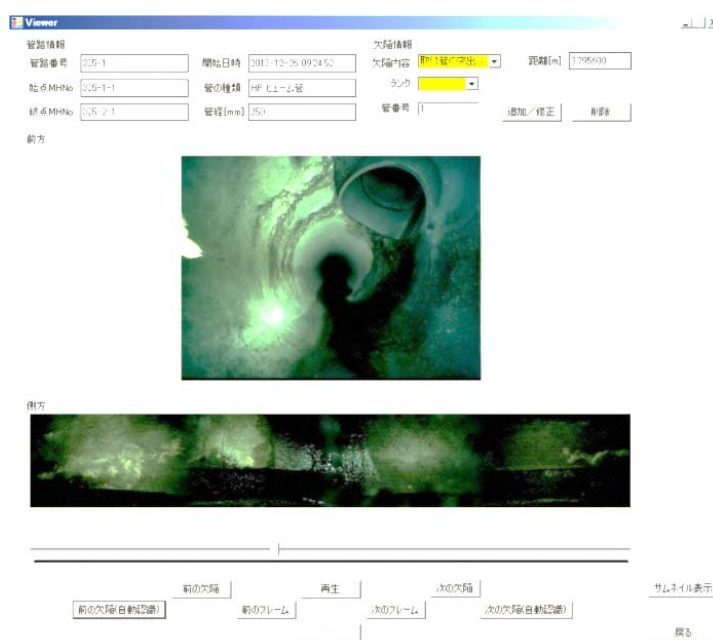 Viewer
管路情報 欠陥情報
管路番号 025-1 開始日時 2013-12-26 09:24:52 欠陥内容 取付管の突出 距離[m]
始点MHNo 025-1-1 管の種類 HP ヒューム管 ランク
終点MHNo 025-2-1 管径[mm] 250 管番号 1 追加/修正 削除
前方
側方
前の欠陥 再生 次の欠陥 サムネイル表示
前の欠陥(自動認識) 前のフレーム 次のフレーム 次の欠陥(自動認識)
戻る